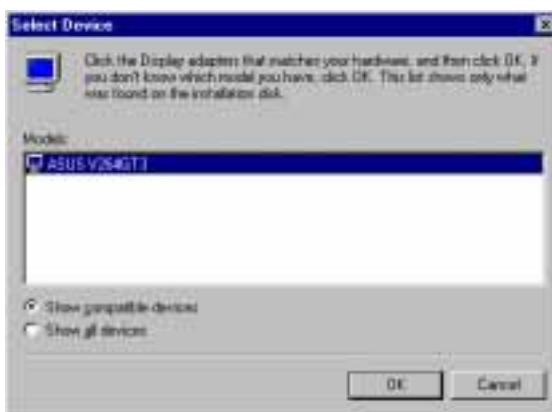 Select Device
Click the Display adapters that matches your hardware, and then click OK. If
you don't know which model you have, click OK. This list shows only what
was found on the installation disk.
Models:
ASUS V264GT3
Show compatible devices
Show all devices
OK
Cancel